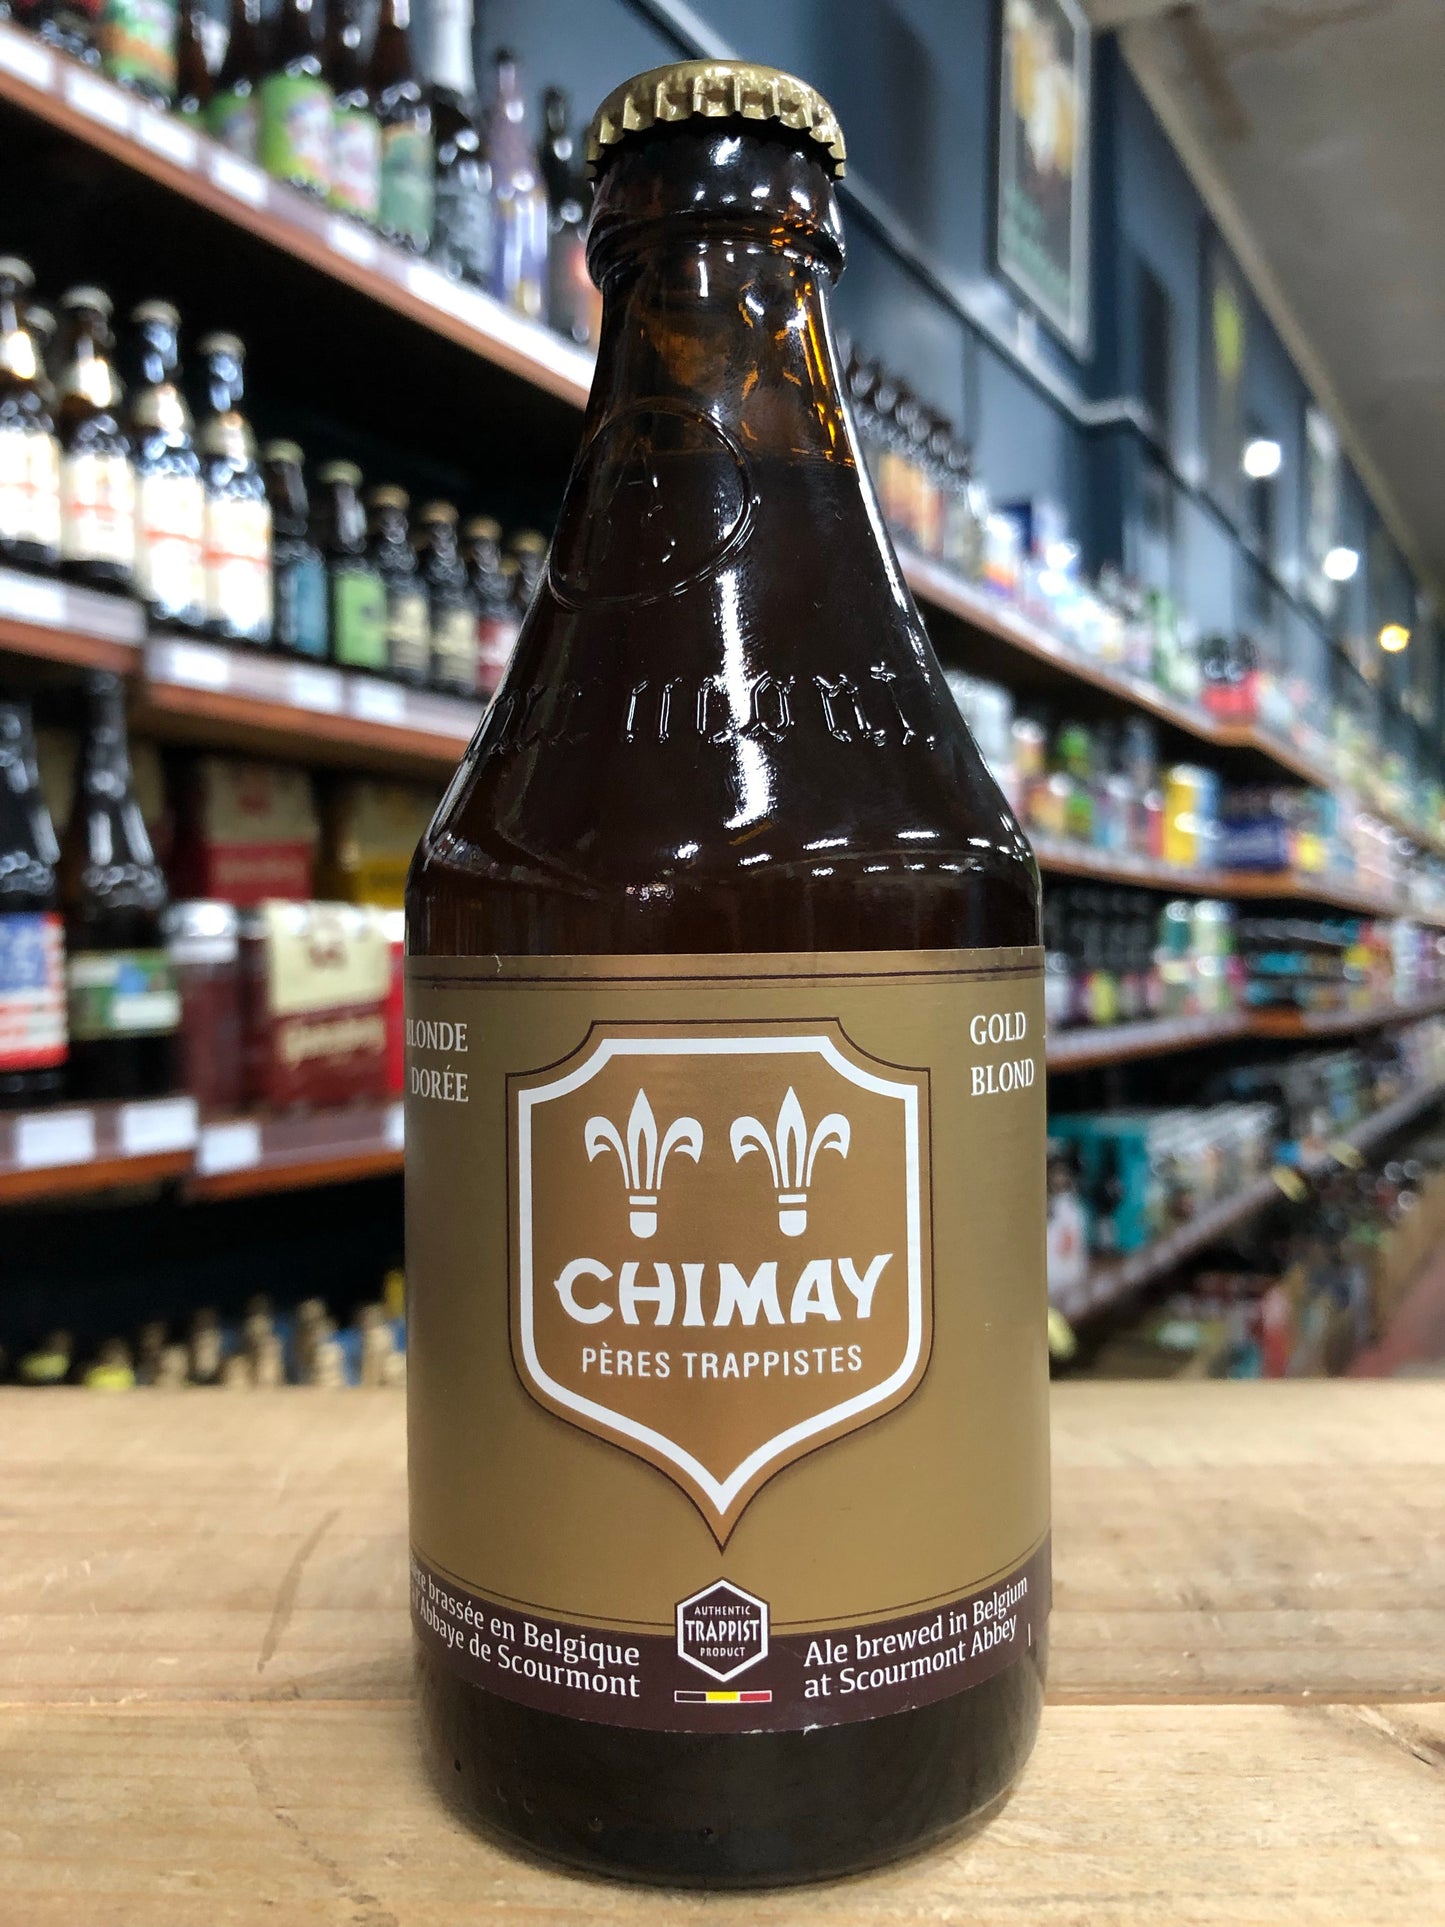 BLONDE
DORÉE
GOLD
BLOND
CHIMAY
PÈRES TRAPPISTES
brassée en Belgique
l'Abbaye de Scourmont
AUTHENTIC
TRAPPIST
PRODUCT
Ale brewed in Belgium
at Scourmont Abbey